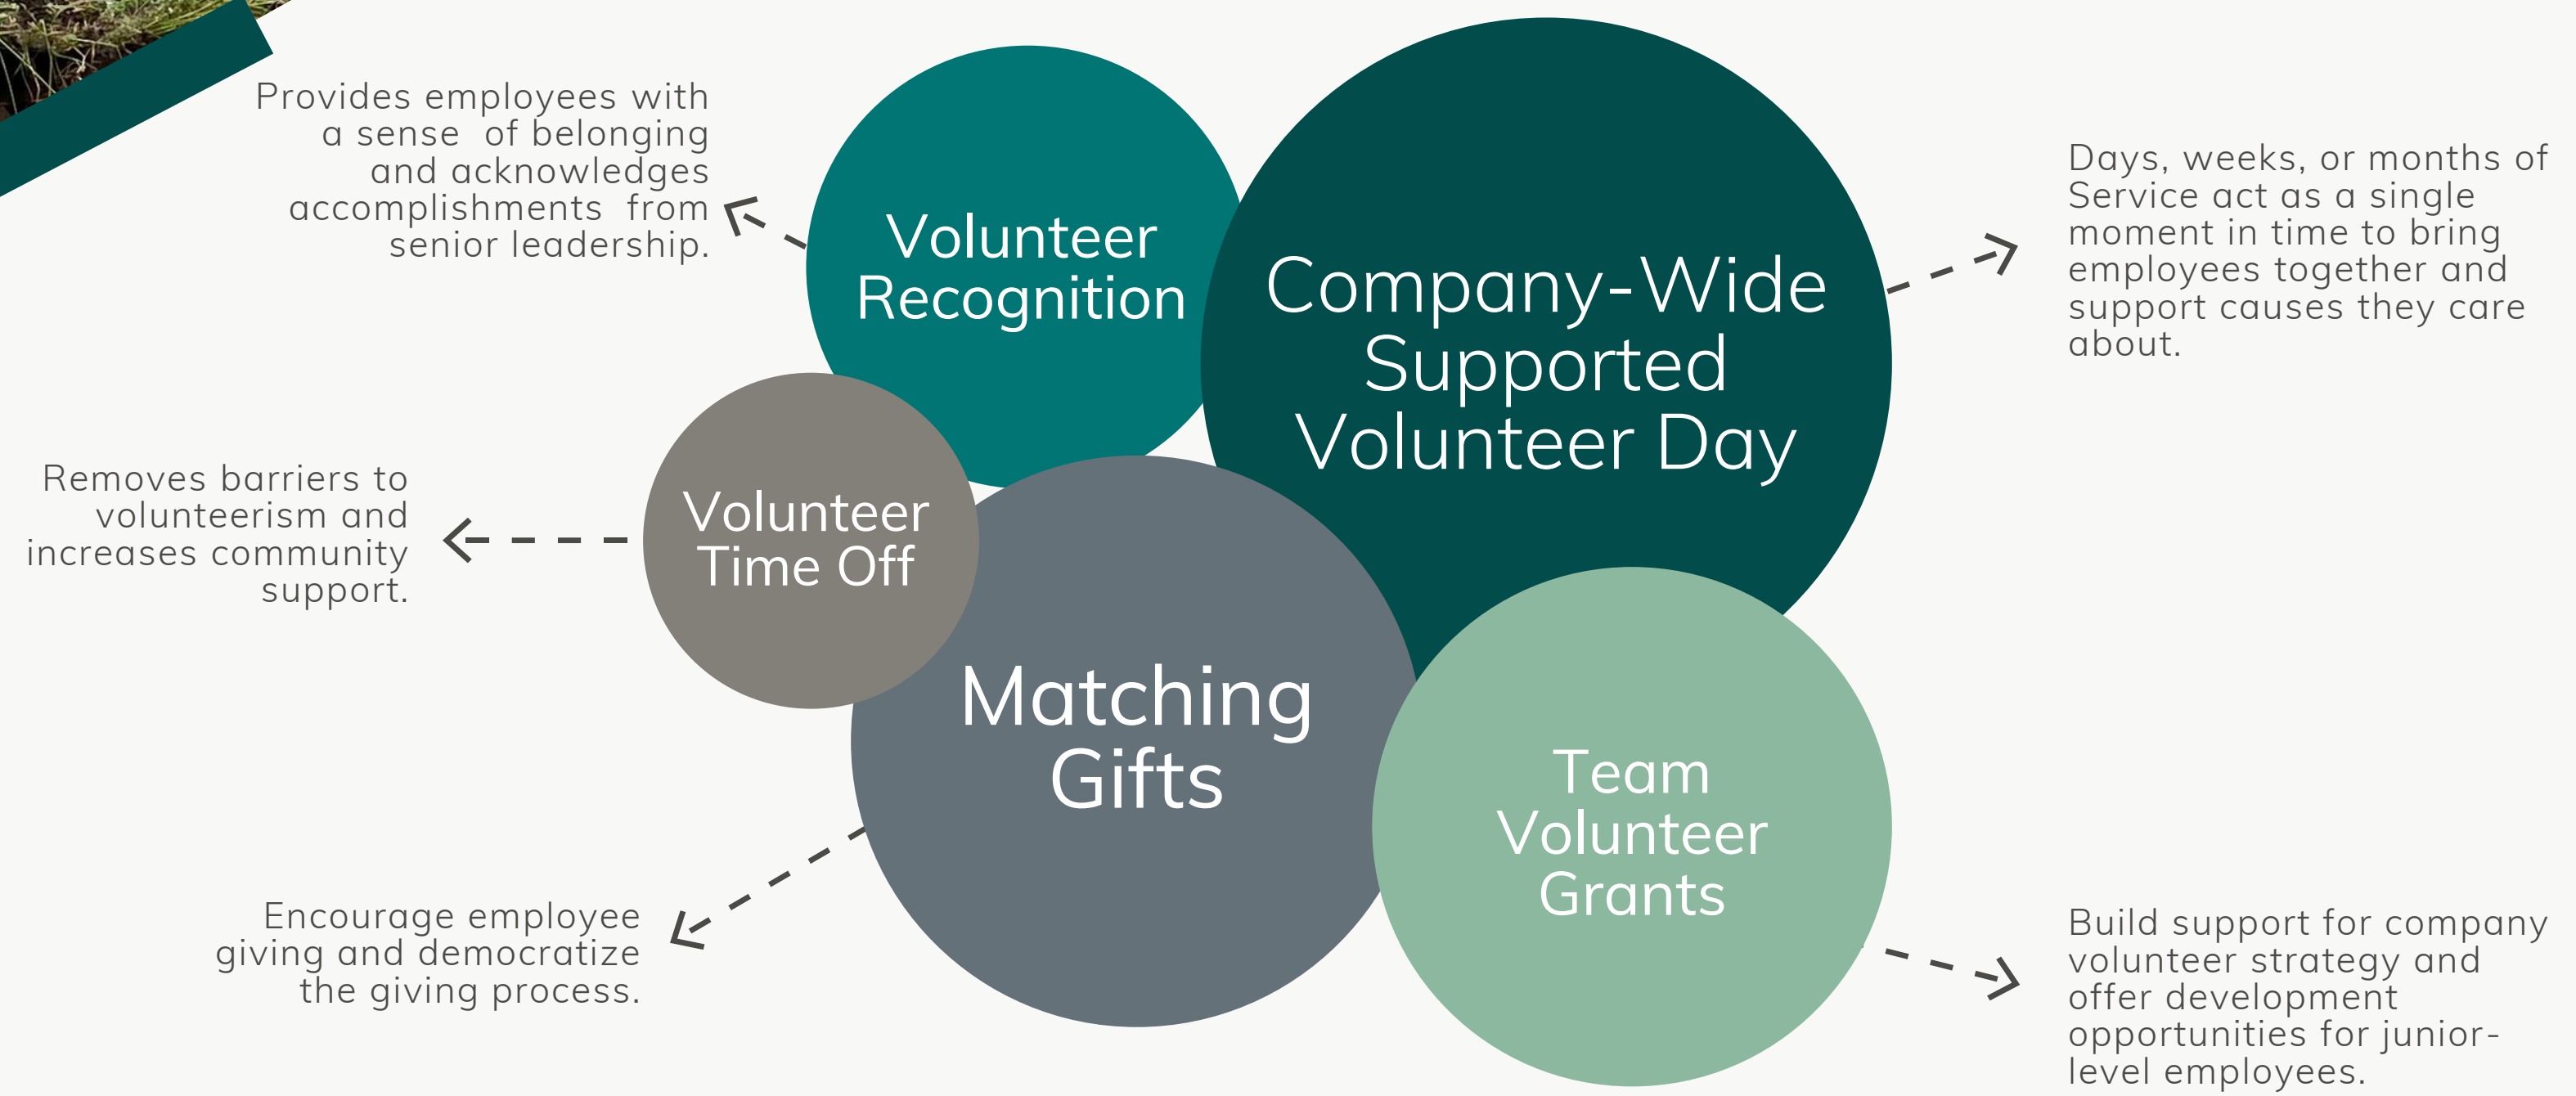 Provides employees with
a sense of belonging
and acknowledges
accomplishments from
senior leadership.
Volunteer
Recognition
Company-Wide
Supported
Volunteer Day
Days, weeks, or months of
Service act as a single
moment in time to bring
employees together and
support causes they care
about.
Removes barriers to
volunteerism and
increases community
support.
Volunteer
Time Off
Matching
Gifts
Team
Volunteer
Grants
Encourage employee
giving and democratize
the giving process.
Build support for company
volunteer strategy and
offer development
opportunities for junior-
level employees.